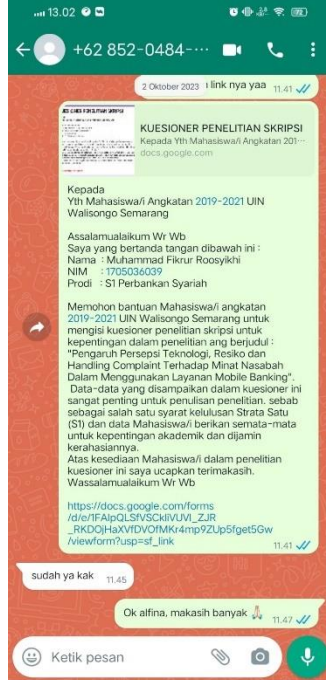 13.02
+62 852-0484-...
2 Oktober 2023
i link nya yaa 11.41
KUESIONER PENELITIAN SKRIPSI
Kepada Yth Mahasiswa/i Angkatan 201...
docs.google.com
Kepada
Yth Mahasiswa/i Angkatan 2019-2021 UIN
Walisongo Semarang
Assalamualaikum Wr Wb
Saya yang bertanda tangan dibawah ini :
Nama : Muhammad Fikrur Roosyikhi
NIM : 1705036039
Prodi : S1 Perbankan Syariah
Memohon bantuan Mahasiswa/i angkatan
2019-2021 UIN Walisongo Semarang untuk
mengisi kuesioner penelitian skripsi untuk
kepentingan dalam penelitian ang berjudul :
"Pengaruh Persepsi Teknologi, Resiko dan
Handling Complaint Terhadap Minat Nasabah
Dalam Menggunakan Layanan Mobile Banking".
Data-data yang disampaikan dalam kuesioner ini
sangat penting untuk penulisan penelitian. sebab
sebagai salah satu syarat kelulusan Strata Satu
(S1) dan data Mahasiswa/i berikan semata-mata
untuk kepentingan akademik dan dijamin
kerahasiannya.
Atas kesediaan Mahasiswa/i dalam penelitian
kuesioner ini saya ucapkan terimakasih.
Wassalamualaikum Wr Wb
https://docs.google.com/forms
/d/e/1FAIpQLSfVSCkliVUVI_ZJR
_RKDOjHaXVfDVOfMKr4mp9ZUp5fget5Gw
/viewform?usp=sf_link
11.41
sudah ya kak 11.45
Ok alfina, makasih banyak 🙏 11.47
Ketik pesan